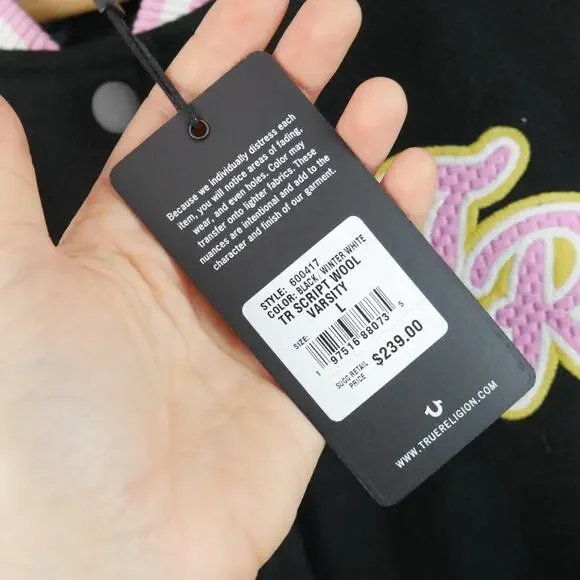 Because we individually distress each
item, you will notice areas of fading,
wear, and even holes. Color may
transfer onto lighter fabrics. These
nuances are intentional and add to the
character and finish of our garment.
STYLE: 600417
COLOR: BLACK / WINTER WHITE
TR SCRIPT WOOL
VARSITY
SIZE: L
1 97516 88073 5
SUGG RETAIL
PRICE $239.00
WWW.TRUERELIGION.COM
TR